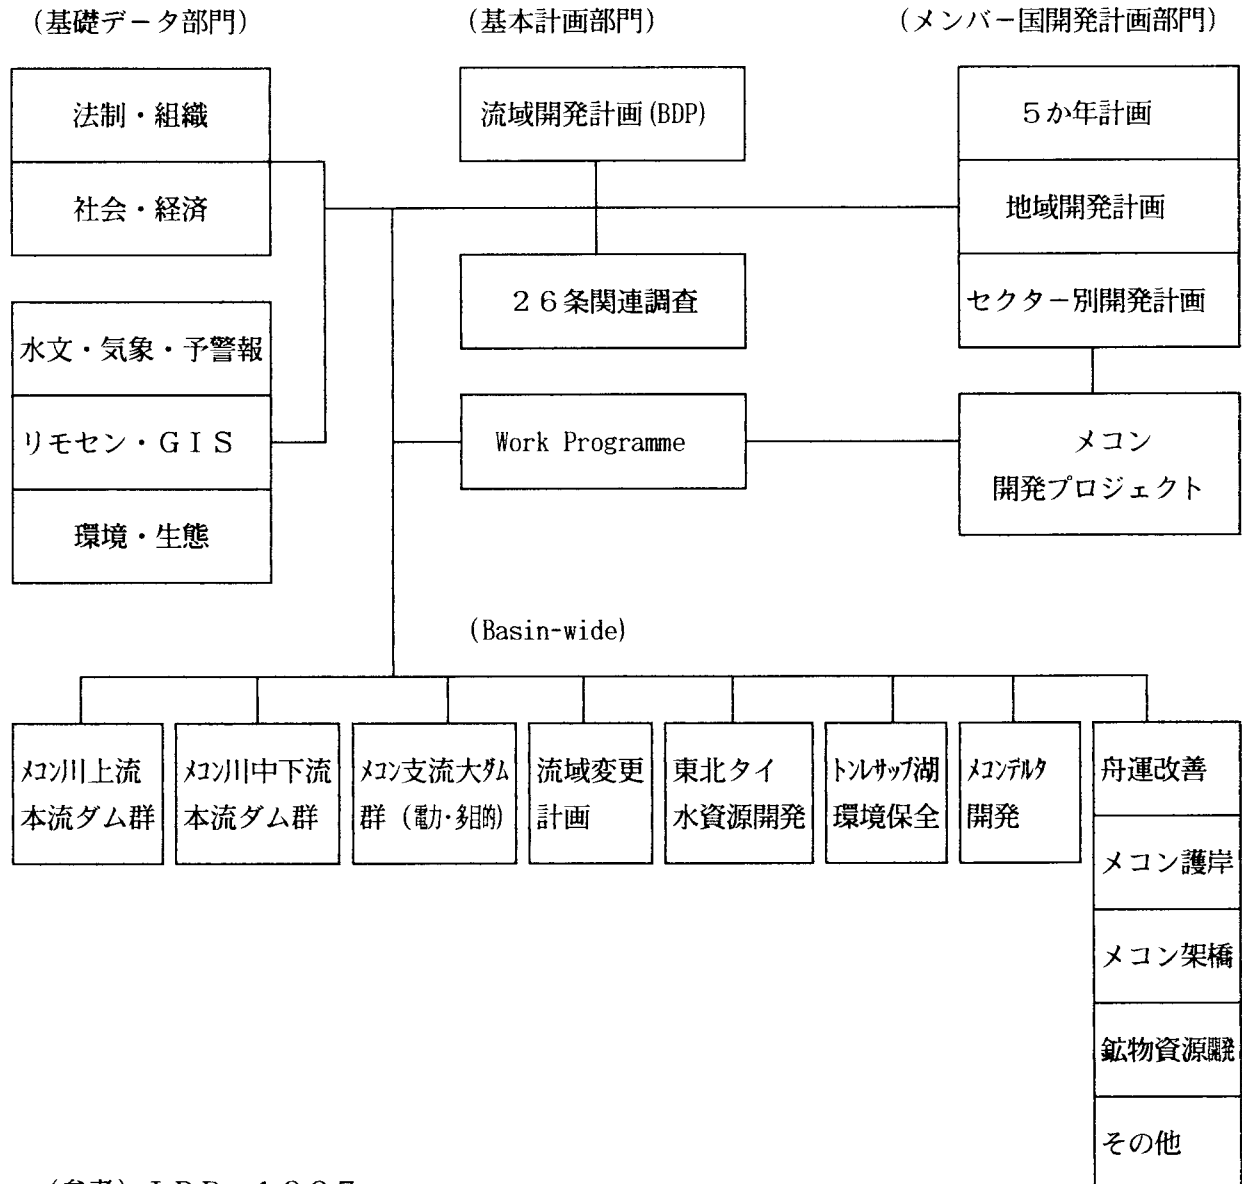 (基礎データ部門)
(基本計画部門)
(メンバー国開発計画部門)
法制・組織
社会・経済
水文・気象・予警報
リモセン・GIS
環境・生態
流域開発計画(BDP)
26条関連調査
Work Programme
5か年計画
地域開発計画
セクター別開発計画
メコン
開発プロジェクト
(Basin-wide)
メコン川上流
本流ダム群
メコン川中下流
本流ダム群
メコン支流大ダム
群(電力・多目的)
流域変更
計画
東北タイ
水資源開発
トンレサップ湖
環境保全
メコンデルタ
開発
舟運改善
メコン護岸
メコン架橋
鉱物資源開発
その他